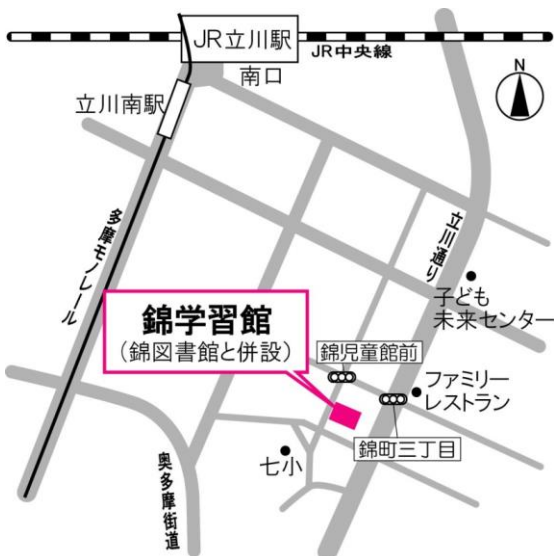 JR立川駅
JR中央線
南口
N
立川南駅
多摩モノレール
立川通り
子ども
未来センター
錦学習館
(錦図書館と併設)
錦児童館前
ファミリー
レストラン
錦町三丁目
七小
奥多摩街道